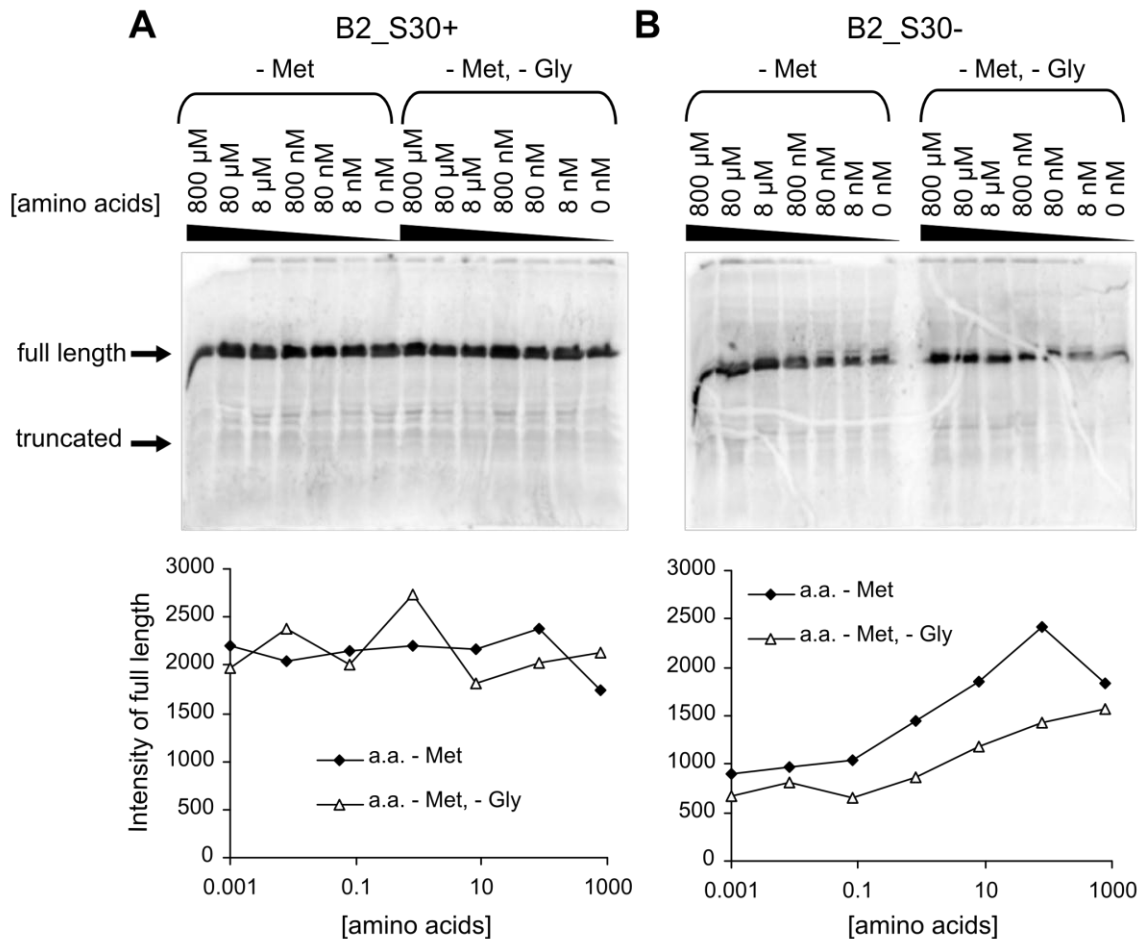 A B2_S30+
- Met - Met, - Gly
[amino acids] 800 µM 80 µM 8 µM 800 nM 80 nM 8 nM 0 nM 800 µM 80 µM 8 µM 800 nM 80 nM 8 nM 0 nM
full length
truncated
B B2_S30-
- Met - Met, - Gly
800 µM 80 µM 8 µM 800 nM 80 nM 8 nM 0 nM 800 µM 80 µM 8 µM 800 nM 80 nM 8 nM 0 nM
Intensity of full length
3000
2500
2000
1500
1000
500
0
a.a. - Met
a.a. - Met, - Gly
0.001 0.1 10 1000
[amino acids]
3000
2500
2000
1500
1000
500
0
a.a. - Met
a.a. - Met, - Gly
0.001 0.1 10 1000
[amino acids]